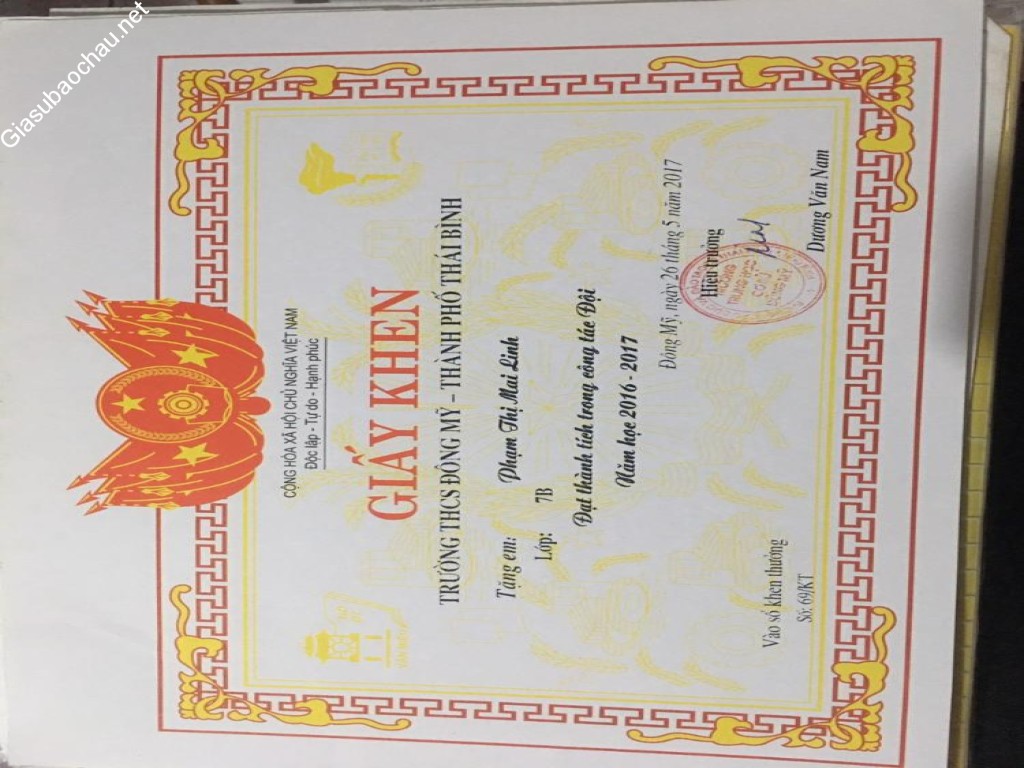 Giasubaochau.net
CỘNG HÒA XÃ HỘI CHỦ NGHĨA VIỆT NAM
Độc lập - Tự do - Hạnh phúc
GIẤY KHEN
TRƯỜNG THCS ĐÔNG MỸ – THÀNH PHỐ THÁI BÌNH
Tặng em: Phạm Thị Mai Linh
Lớp: 7B
Đạt thành tích trong công tác Đội
Năm học 2016 - 2017
Đông Mỹ, ngày 26 tháng 5 năm 2017
Hiệu trưởng
Vào sổ khen thưởng
Số: 69/KT
Dương Văn Nam